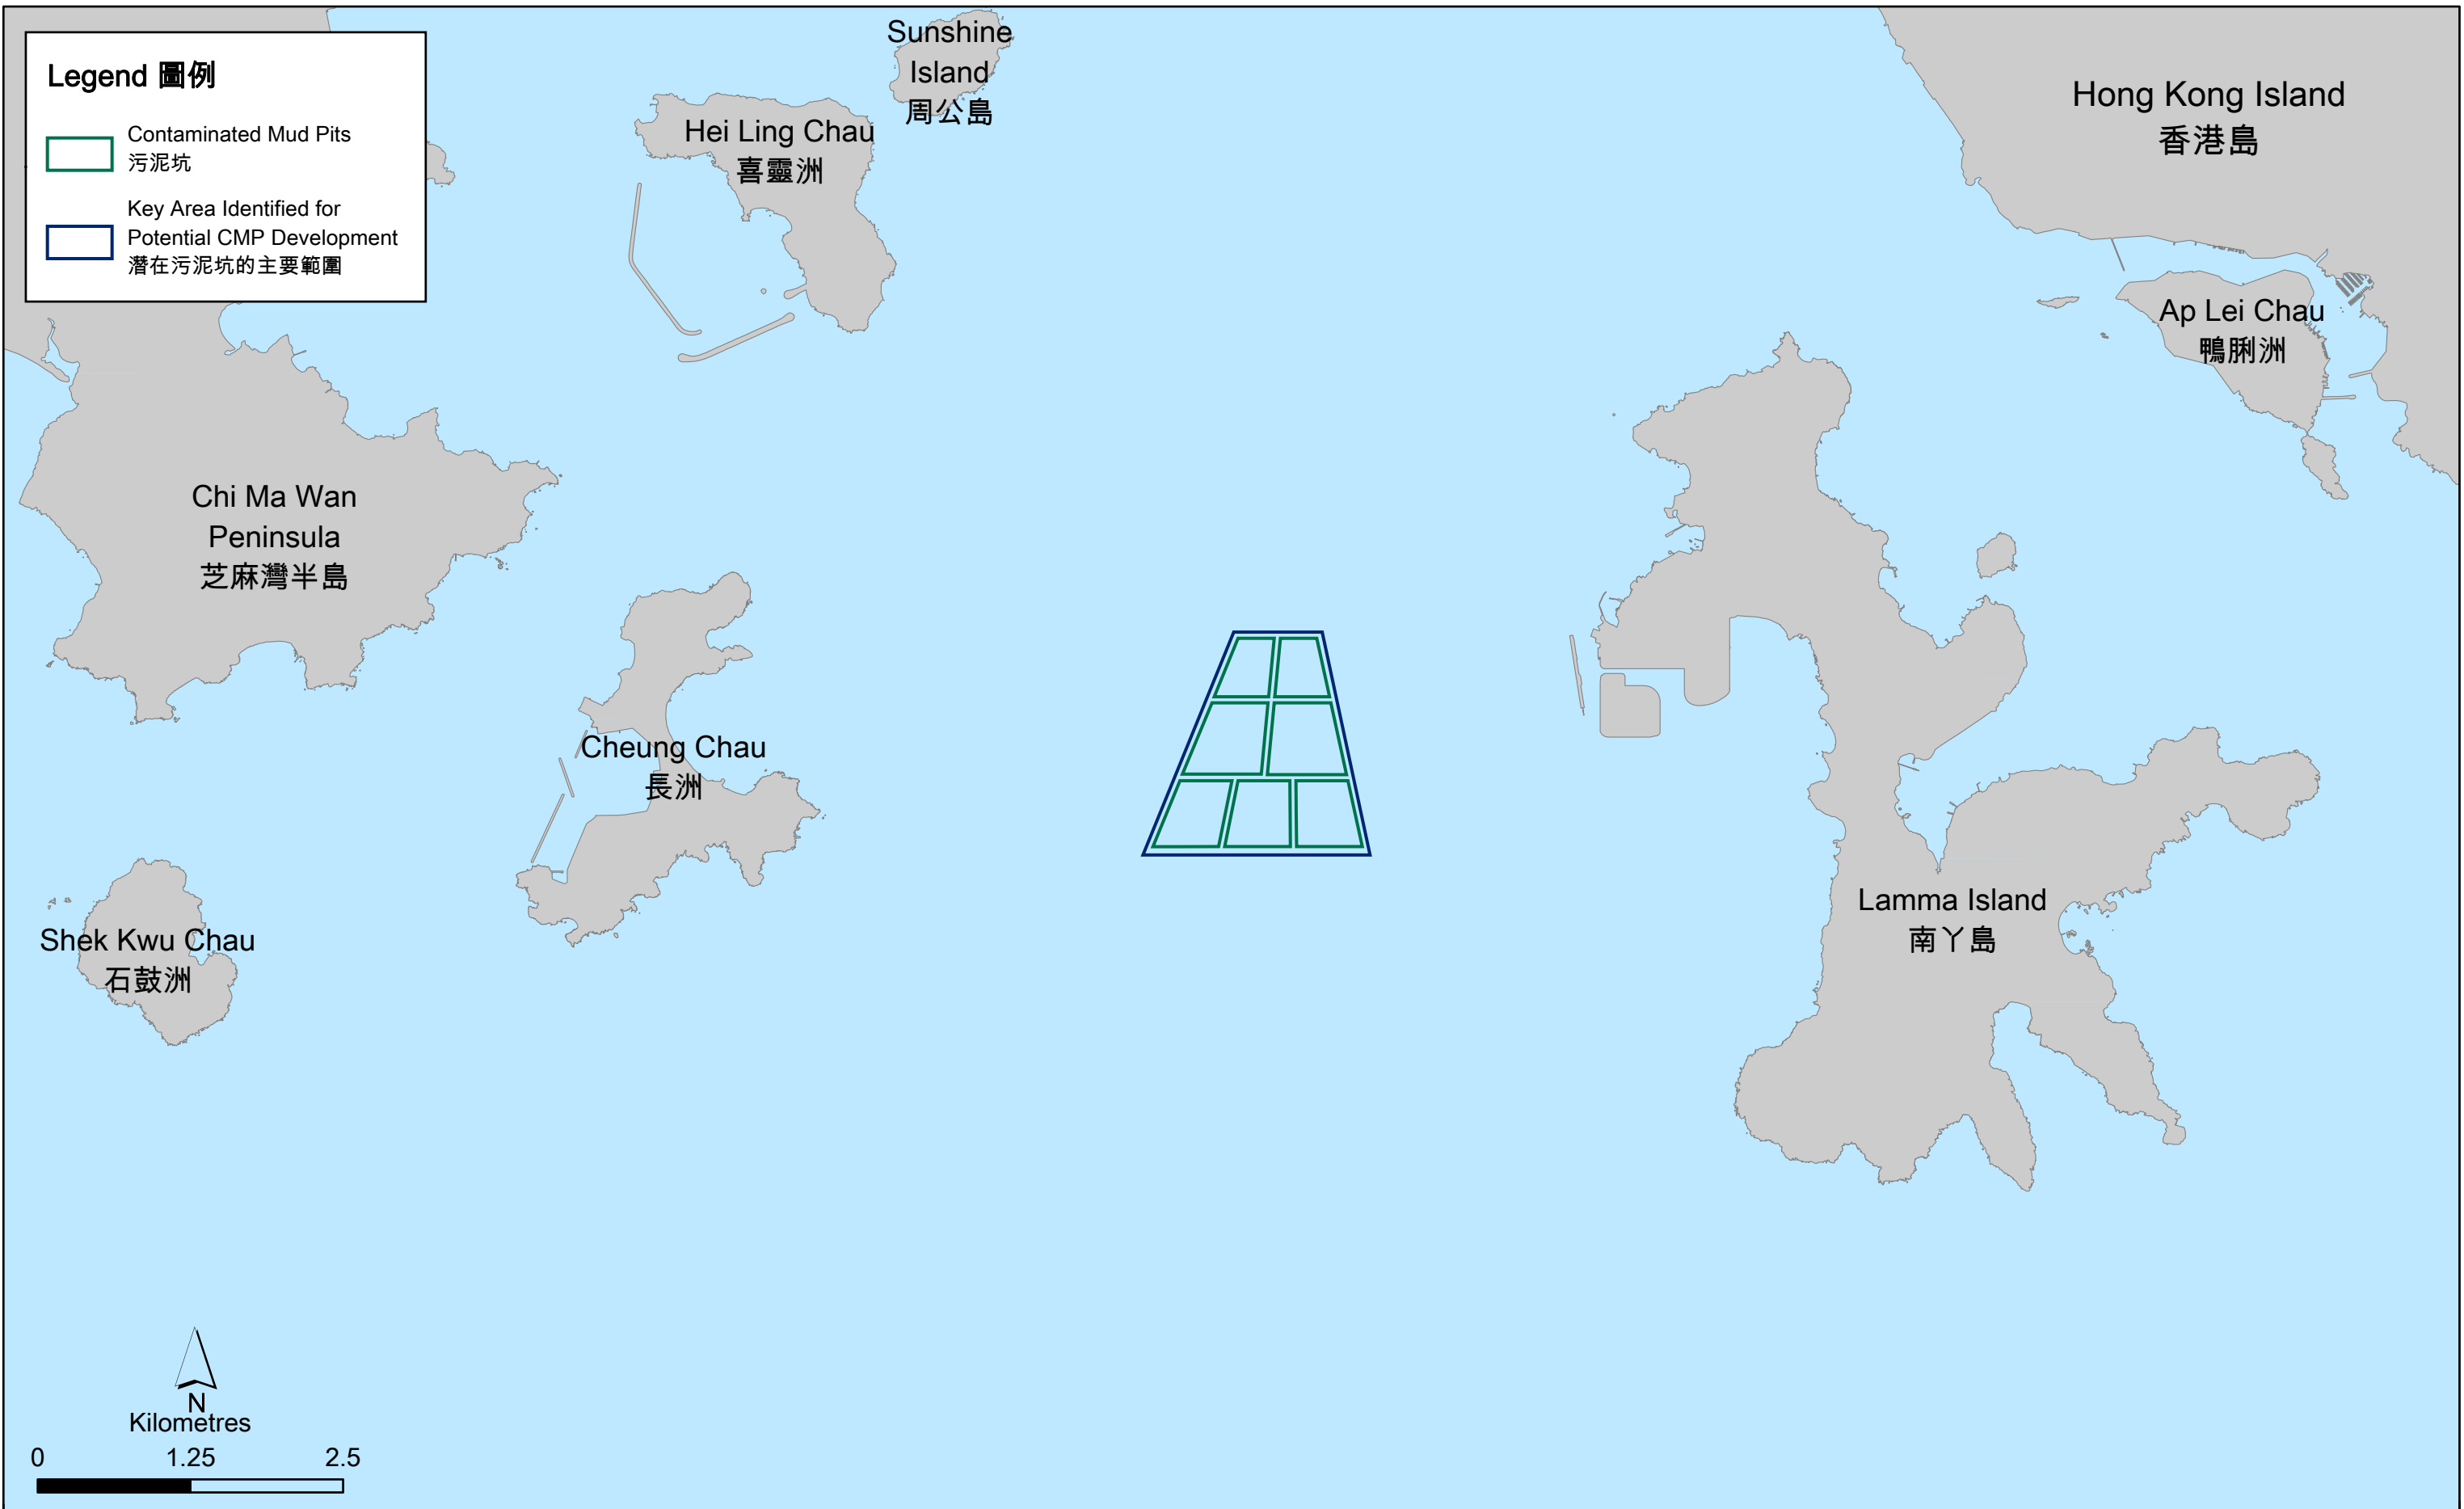 Sunshine
Island
周公島
Legend 圖例
Contaminated Mud Pits
污泥坑
Key Area Identified for
Potential CMP Development
潛在污泥坑的主要範圍
Hei Ling Chau
喜靈洲
Hong Kong Island
香港島
Ap Lei Chau
鴨脷洲
Chi Ma Wan
Peninsula
芝麻灣半島
Cheung Chau
長洲
Lamma Island
南丫島
Shek Kwu Chau
石鼓洲
N
Kilometres
0 1.25 2.5